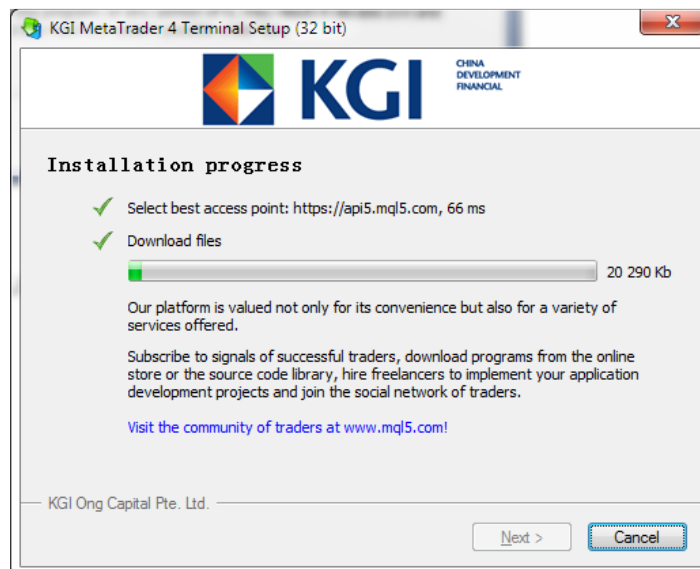 KGI MetaTrader 4 Terminal Setup (32 bit)
KGI
CHINA
DEVELOPMENT
FINANCIAL
Installation progress
Select best access point: https://api5.mql5.com, 66 ms
Download files
20 290 Kb
Our platform is valued not only for its convenience but also for a variety of
services offered.
Subscribe to signals of successful traders, download programs from the online
store or the source code library, hire freelancers to implement your application
development projects and join the social network of traders.
Visit the community of traders at www.mql5.com!
KGI Ong Capital Pte. Ltd.
Next >
Cancel